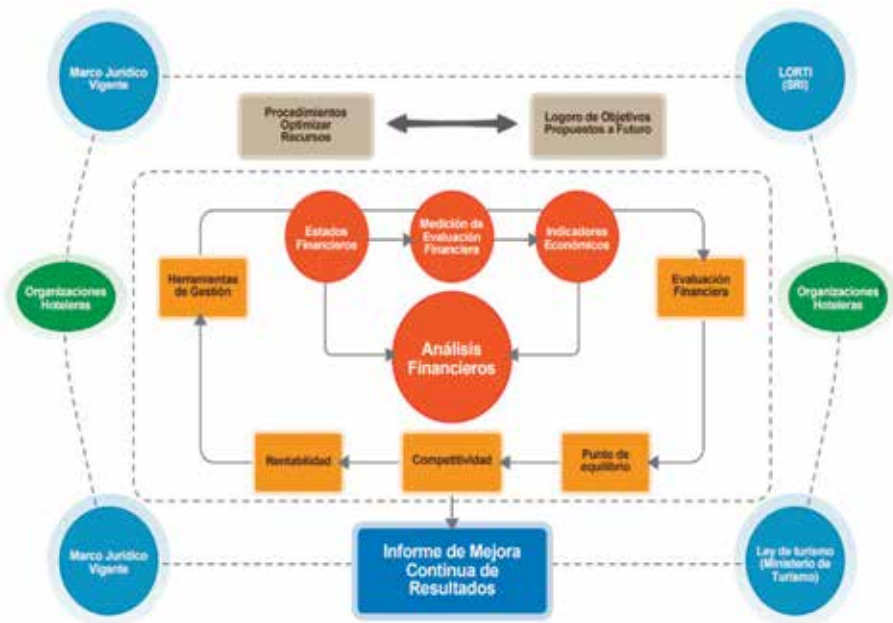 Marco Jurídico
Vigente
LORTI
(SRI)
Procedimientos
Optimizar
Recursos
Logoro de Objetivos
Propuestos a Futuro
Estados
Financieros
Medición de
Evaluación
Financiera
Indicadores
Económicos
Organizaciones
Hoteleras
Herramientas
de Gestión
Evaluación
Financiera
Organizaciones
Hoteleras
Análisis
Financieros
Rentabilidad
Competitividad
Punto de
equilibrio
Marco Jurídico
Vigente
Informe de Mejora
Continua de
Resultados
Ley de turismo
(Ministerio de
Turismo)